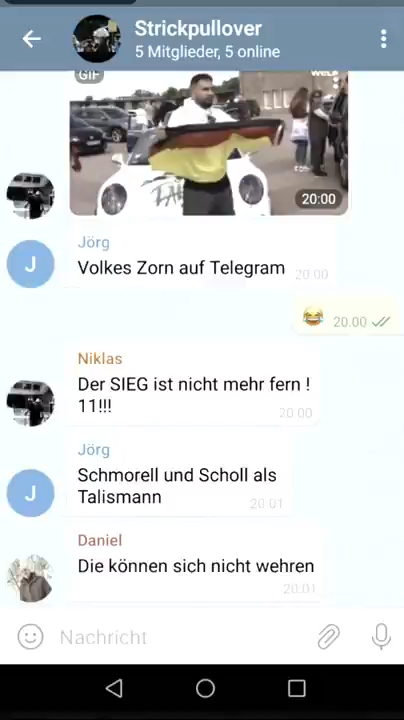 Strickpullover
5 Mitglieder, 5 online
GIF
welt
20:00
Jörg
Volkes Zorn auf Telegram
20:00
J
😂 20:00
Niklas
Der SIEG ist nicht mehr fern !
11!!!
20:00
Jörg
Schmorell und Scholl als
Talismann
20:01
J
Daniel
Die können sich nicht wehren
20:01
Nachricht